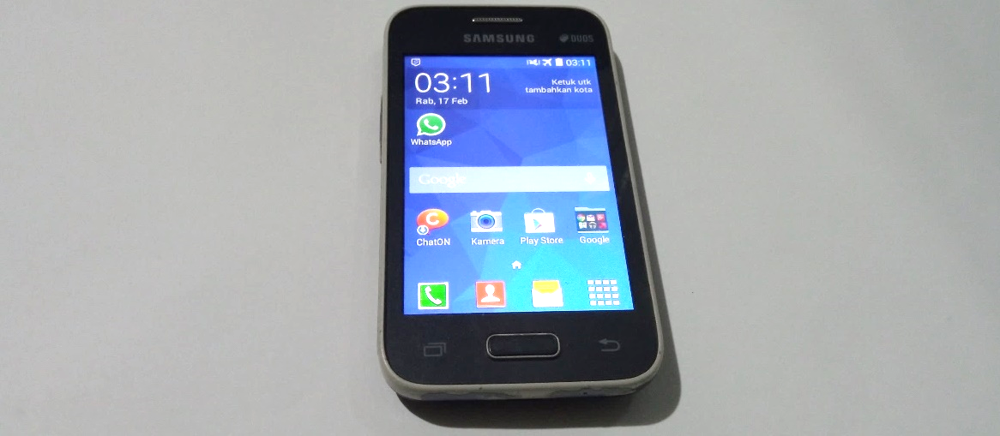 SAMSUNG DUOS
03:11
03:11
Ketuk utk
tambahkan kota
Rab, 17 Feb
WhatsApp
Google
C
ChatON Kamera Play Store Google